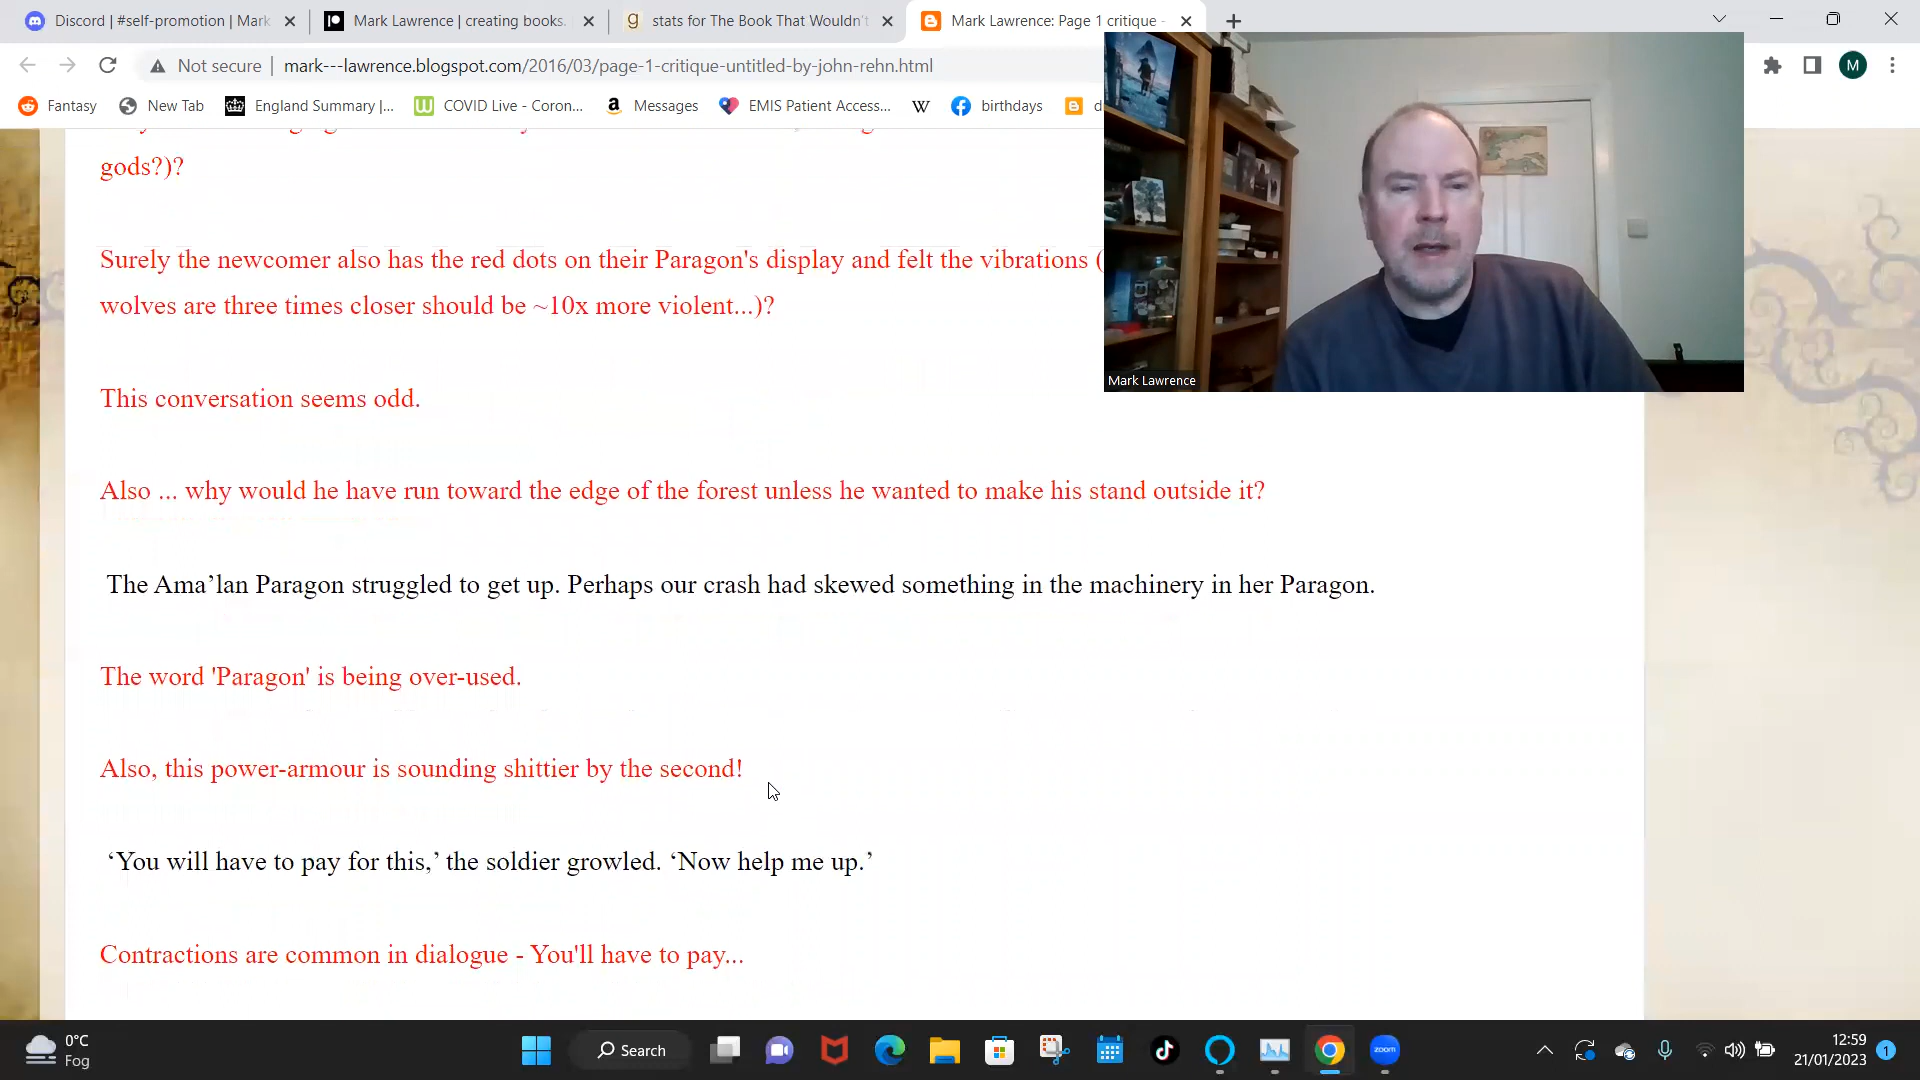 Discord | #self-promotion | Mark
Mark Lawrence | creating books.
stats for The Book That Wouldn't
Mark Lawrence: Page 1 critique -
Not secure
mark---lawrence.blogspot.com/2016/03/page-1-critique-untitled-by-john-rehn.html
M
Fantasy
New Tab
England Summary |...
COVID Live - Coron...
Messages
EMIS Patient Access...
W
birthdays
gods?)?
Surely the newcomer also has the red dots on their Paragon's display and felt the vibrations (
wolves are three times closer should be ~10x more violent...)?
Mark Lawrence
This conversation seems odd.
Also ... why would he have run toward the edge of the forest unless he wanted to make his stand outside it?
The Ama’lan Paragon struggled to get up. Perhaps our crash had skewed something in the machinery in her Paragon.
The word 'Paragon' is being over-used.
Also, this power-armour is sounding shittier by the second!
‘You will have to pay for this,’ the soldier growled. ‘Now help me up.’
Contractions are common in dialogue - You'll have to pay...
0°C
Fog
Search
zoom
12:59
21/01/2023
1